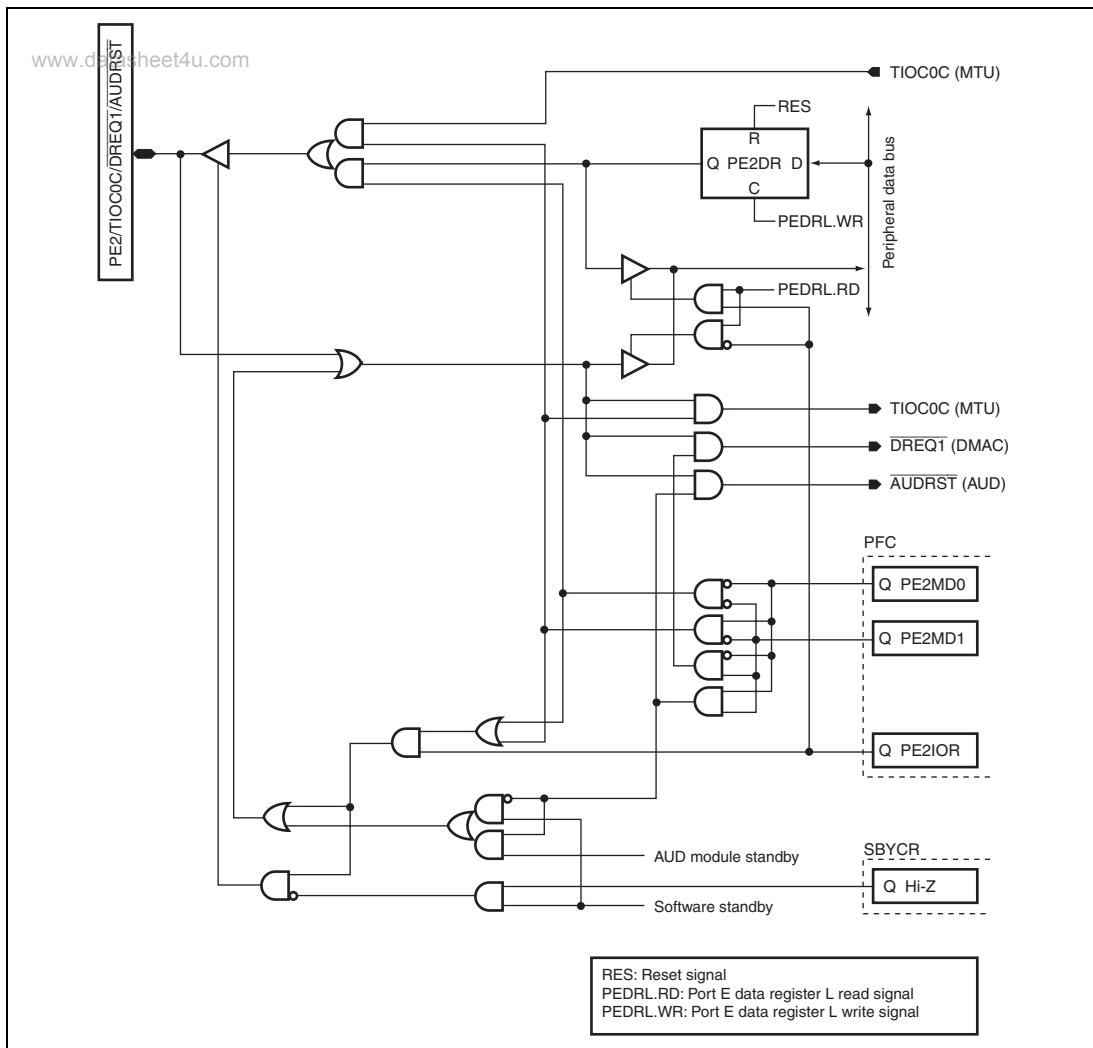 www.datasheet4u.com
PE2/TIOC0C/DREQ1/AUDRST
TIOC0C (MTU)
RES
R
Q PE2DR D
C
PEDRL.WR
Peripheral data bus
PEDRL.RD
TIOC0C (MTU)
DREQ1 (DMAC)
AUDRST (AUD)
PFC
Q PE2MD0
Q PE2MD1
Q PE2IOR
AUD module standby
SBYCR
Q Hi-Z
Software standby
RES: Reset signal
PEDRL.RD: Port E data register L read signal
PEDRL.WR: Port E data register L write signal